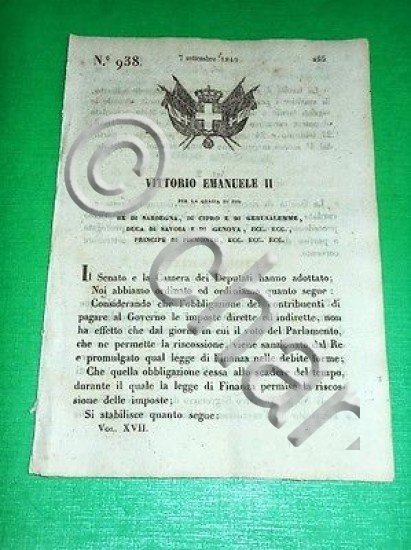 N.° 938. 7 settembre 1849 465
VITTORIO EMANUELE II
PER LA GRAZIA DI DIO
RE DI SARDEGNA, DI CIPRO E DI GERUSALEMME,
DUCA DI SAVOIA E DI GENOVA, ECC. ECC.,
PRINCIPE DI PIEMONTE, ECC. ECC. ECC.
Il Senato e la Camera dei Deputati hanno adottato;
Noi abbiamo ordinato ed ordiniamo quanto segue:
Considerando che l'obbligazione dei contribuenti di
pagare al Governo le imposte dirette ed indirette, non
ha effetto che dal giorno in cui il voto del Parlamento,
che ne permette la riscossione, viene sanzionato dal Re
e promulgato qual legge di finanza nelle debite forme;
Che quella obbligazione cessa allo scadere del tempo,
durante il quale la legge di Finanza permise la riscos-
sione delle imposte;
Si stabilisce quanto segue:
VOL. XVII.
© Char